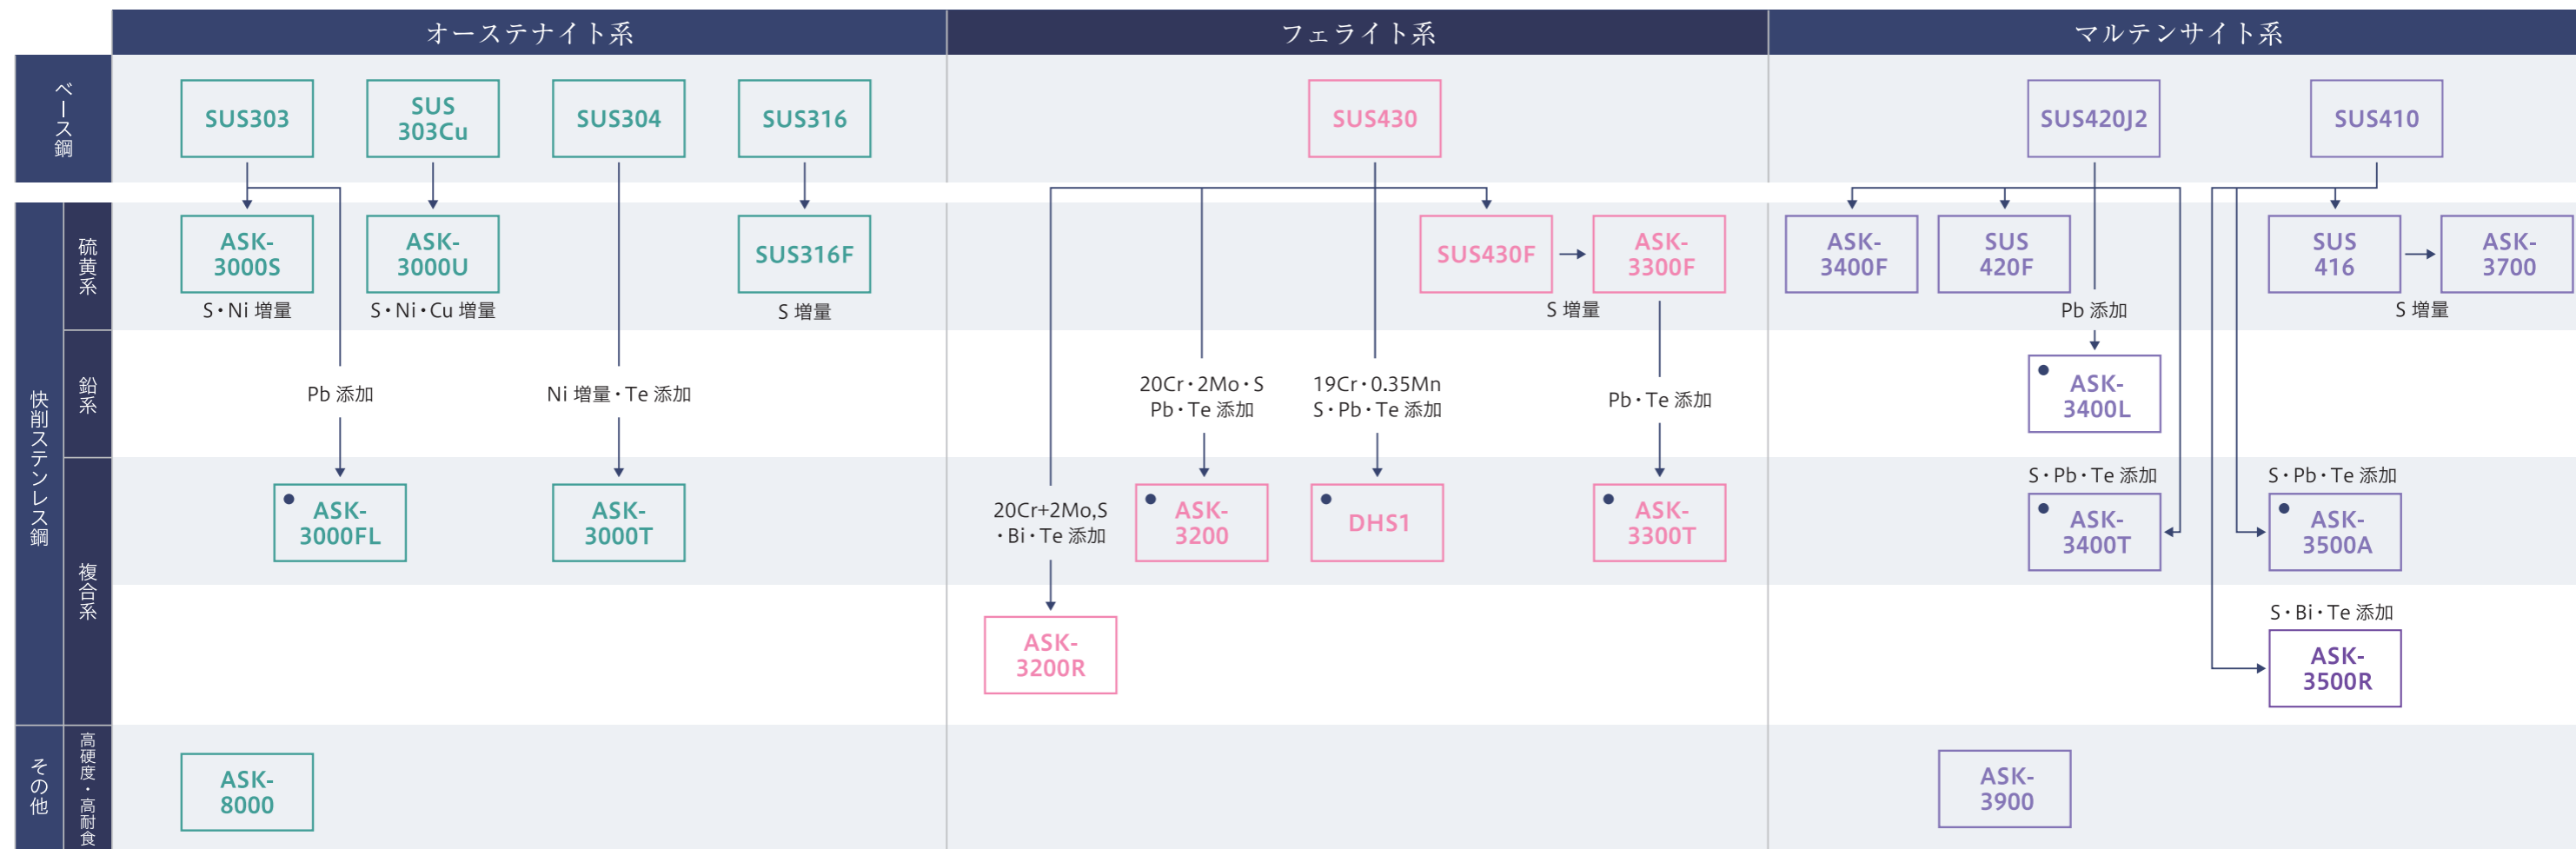 オーステナイト系
フェライト系
マルテンサイト系
ベース鋼
SUS303
SUS
303Cu
SUS304
SUS316
SUS430
SUS420J2
SUS410
快削ステンレス鋼
硫黄系
ASK-
3000S
S・Ni 増量
ASK-
3000U
S・Ni・Cu 増量
SUS316F
S 増量
SUS430F
ASK-
3300F
S 増量
ASK-
3400F
SUS
420F
Pb 添加
SUS
416
ASK-
3700
S 増量
鉛系
Pb 添加
Ni 増量・Te 添加
20Cr・2Mo・S
Pb・Te 添加
19Cr・0.35Mn
S・Pb・Te 添加
Pb・Te 添加
ASK-
3400L
複合系
ASK-
3000FL
ASK-
3000T
20Cr+2Mo,S
・Bi・Te 添加
ASK-
3200
DHS1
ASK-
3300T
S・Pb・Te 添加
ASK-
3400T
S・Pb・Te 添加
ASK-
3500A
ASK-
3200R
S・Bi・Te 添加
ASK-
3500R
その他
高硬度・高耐食
ASK-
8000
ASK-
3900